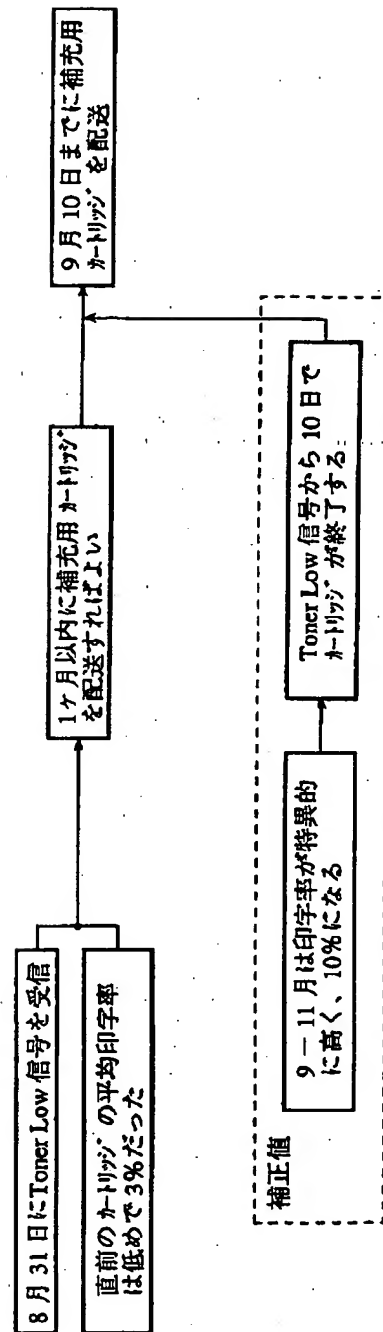 8月31日にToner Low信号を受信
直前のカートリッジの平均印字率
は低めで3%だった
1ヶ月以内に補充用カートリッジ
を配送すればよい
9月10日までに補充用
カートリッジを配送
補正値
9－11月は印字率が特異的
に高く、10%になる
Toner Low信号から10日で
カートリッジが終了する